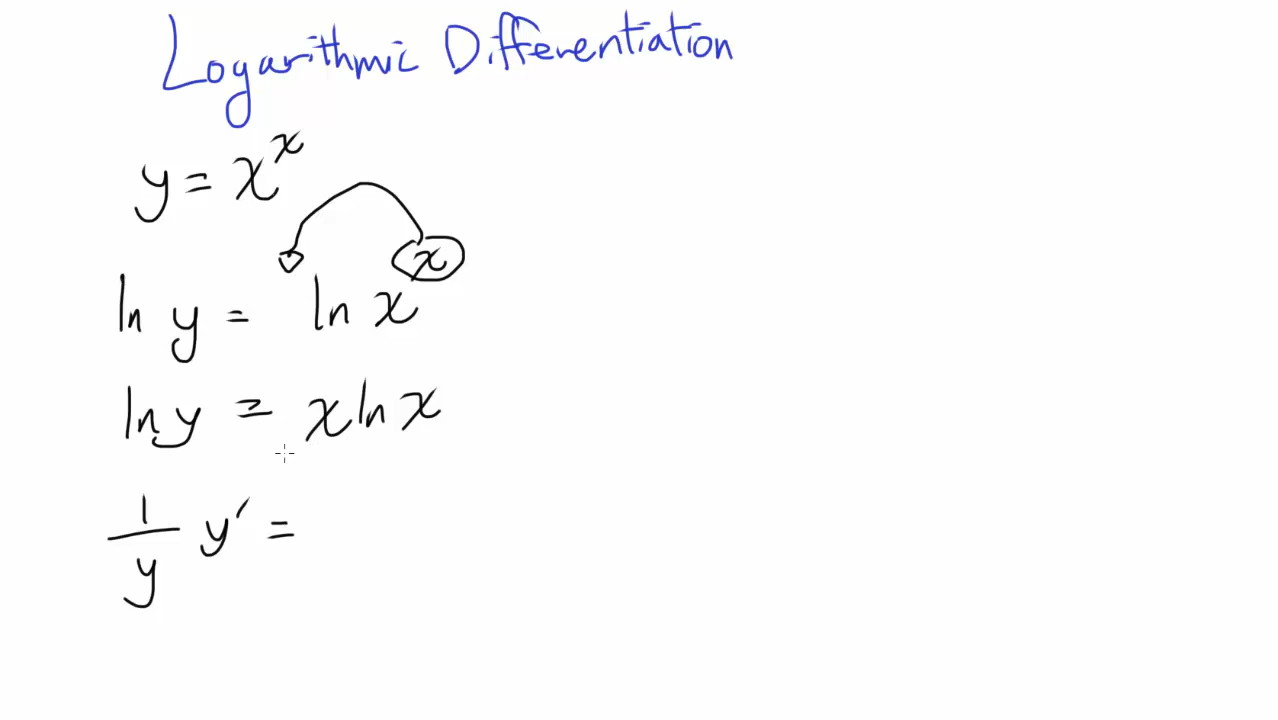 Logarithmic Differentiation
y = x^x
ln y = ln x^x
ln y = x ln x
1/y y' =